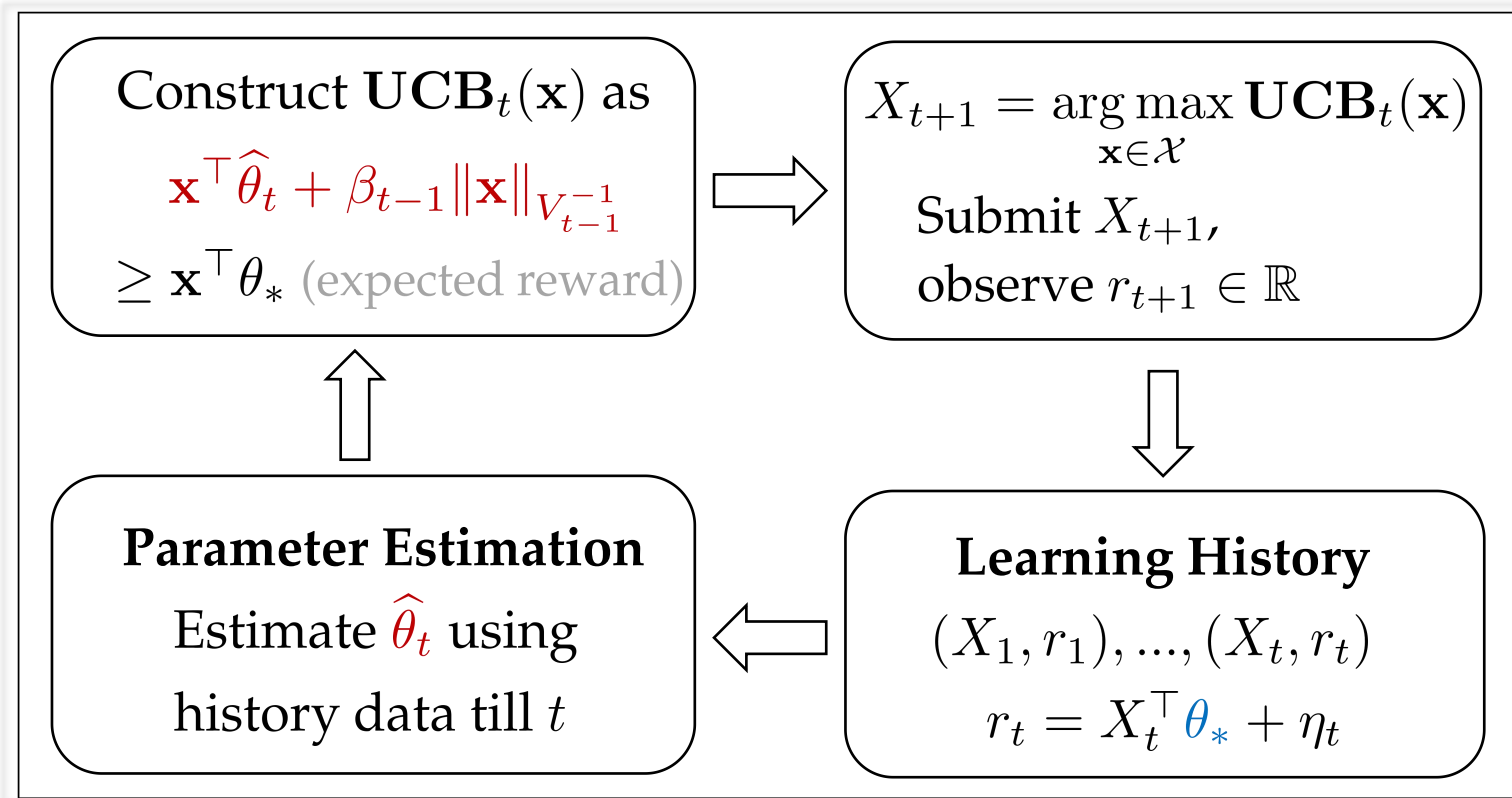 Construct UCB_t(x) as
x^⊤ θ̂_t + β_{t−1}‖x‖_{V_{t−1}^{−1}}
≥ x^⊤ θ_* (expected reward)
X_{t+1} = arg max_{x∈𝒳} UCB_t(x)
Submit X_{t+1},
observe r_{t+1} ∈ ℝ
Learning History
(X_1, r_1), ..., (X_t, r_t)
r_t = X_t^⊤ θ_* + η_t
Parameter Estimation
Estimate θ̂_t using
history data till t